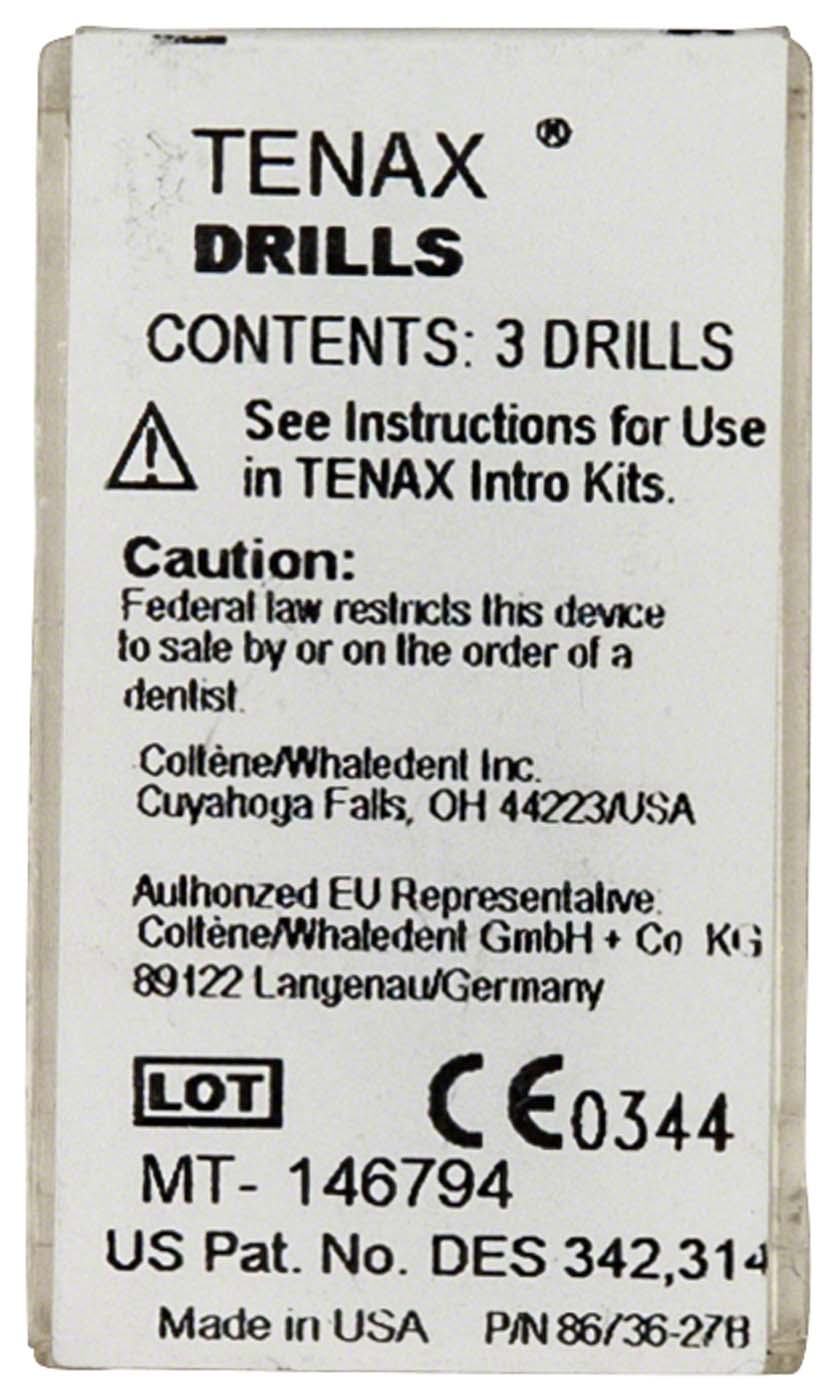 TENAX ®
DRILLS
CONTENTS: 3 DRILLS
See Instructions for Use
in TENAX Intro Kits.
Caution:
Federal law restricts this device
to sale by or on the order of a
dentist.
Coltène/Whaledent Inc.
Cuyahoga Falls, OH 44223/USA
Authorized EU Representative:
Coltène/Whaledent GmbH + Co KG
89122 Langenau/Germany
LOT
CE0344
MT- 146794
US Pat. No. DES 342,314
Made in USA P/N